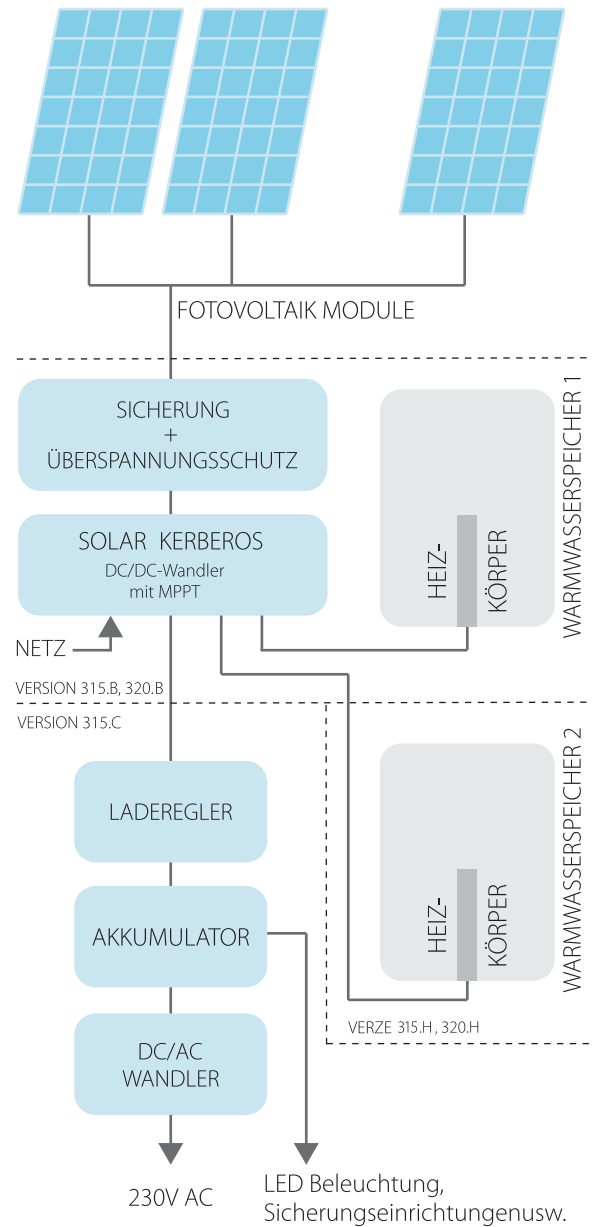 FOTOVOLTAIK MODULE
SICHERUNG
+
ÜBERSPANNUNGSSCHUTZ
SOLAR KERBEROS
DC/DC-Wandler
mit MPPT
NETZ
VERSION 315.B, 320.B
HEIZ-
KÖRPER
WARMWASSERSPEICHER 1
VERSION 315.C
LADEREGLER
AKKUMULATOR
DC/AC
WANDLER
230V AC
LED Beleuchtung,
Sicherungseinrichtungenusw.
HEIZ-
KÖRPER
WARMWASSERSPEICHER 2
VERZE 315.H , 320.H